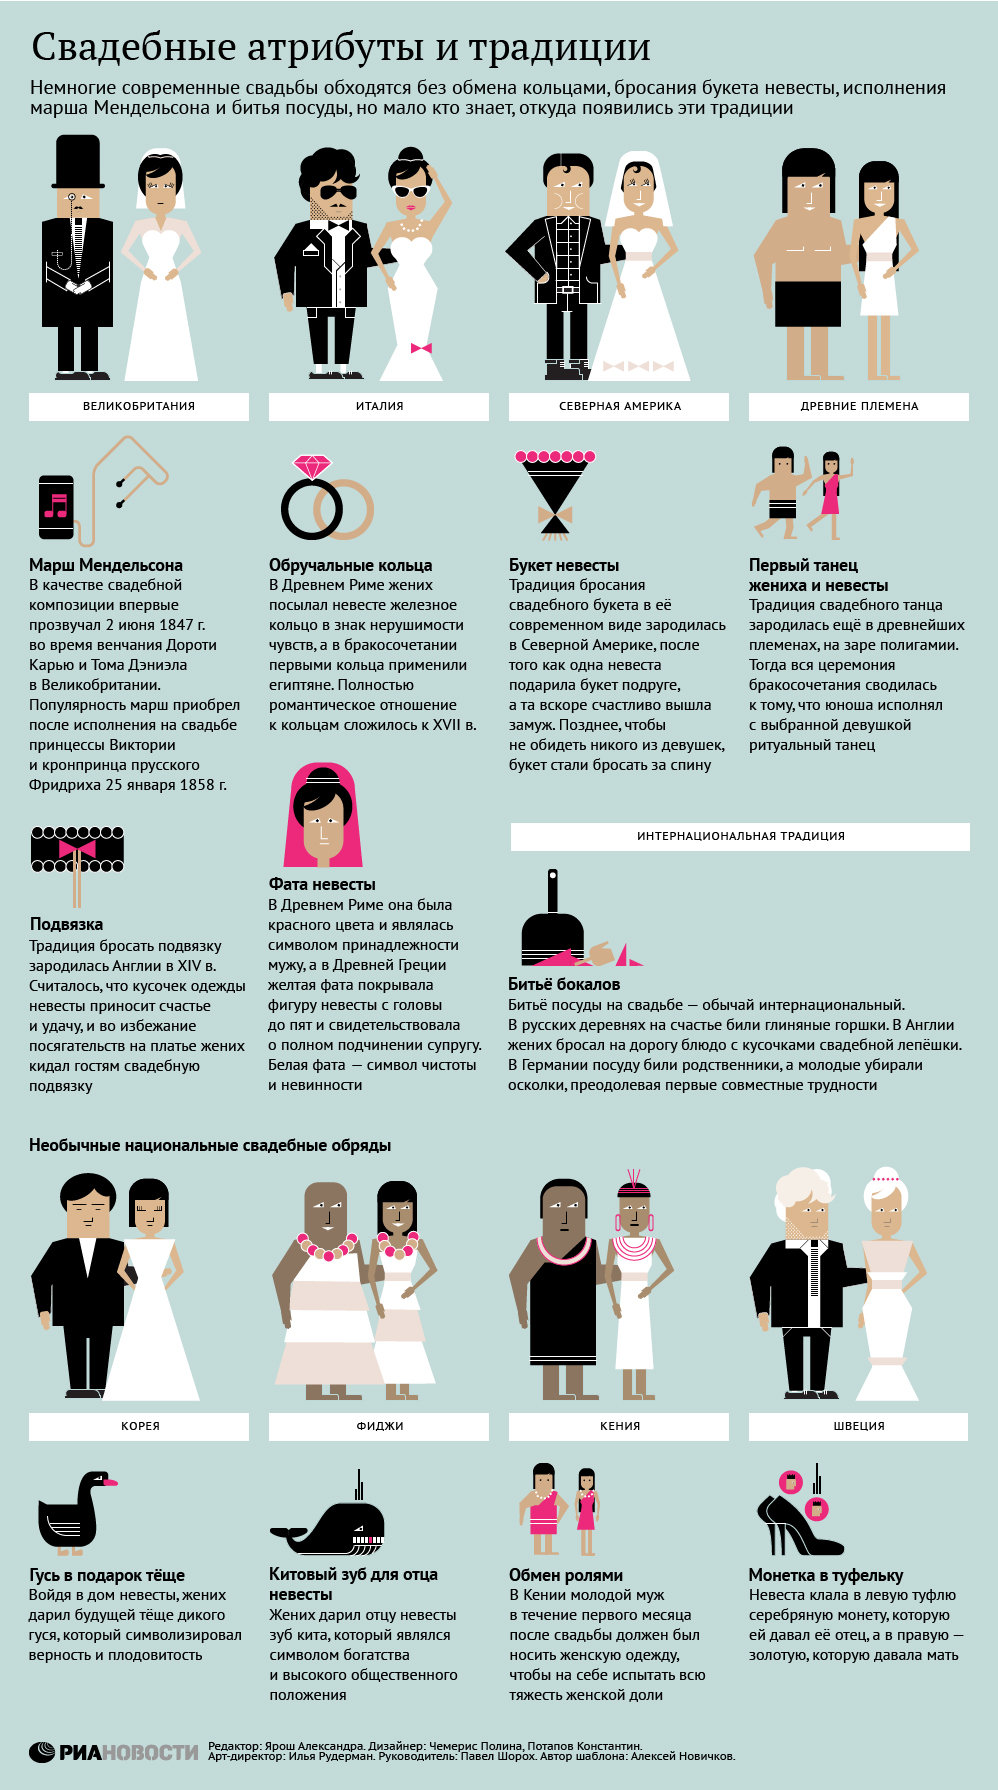 Свадебные атрибуты и традиции
Немногие современные свадьбы обходятся без обмена кольцами, бросания букета невесты, исполнения
марша Мендельсона и битья посуды, но мало кто знает, откуда появились эти традиции
ВЕЛИКОБРИТАНИЯ
Марш Мендельсона
В качестве свадебной
композиции впервые
прозвучал 2 июня 1847 г.
во время венчания Дороти
Карью и Тома Дэниэла
в Великобритании.
Популярность марш приобрел
после исполнения на свадьбе
принцессы Виктории
и кронпринца прусского
Фридриха 25 января 1858 г.
Подвязка
Традиция бросать подвязку
зародилась Англии в XIV в.
Считалось, что кусочек одежды
невесты приносит счастье
и удачу, и во избежание
посягательств на платье жених
кидал гостям свадебную
подвязку
ИТАЛИЯ
Обручальные кольца
В Древнем Риме жених
посылал невесте железное
кольцо в знак нерушимости
чувств, а в бракосочетании
первыми кольца применили
египтяне. Полностью
романтическое отношение
к кольцам сложилось к XVII в.
Фата невесты
В Древнем Риме она была
красного цвета и являлась
символом принадлежности
мужу, а в Древней Греции
желтая фата покрывала
фигуру невесты с головы
до пят и свидетельствовала
о полном подчинении супругу.
Белая фата — символ чистоты
и невинности
СЕВЕРНАЯ АМЕРИКА
Букет невесты
Традиция бросания
свадебного букета в её
современном виде зародилась
в Северной Америке, после
того как одна невеста
подарила букет подруге,
а та вскоре счастливо вышла
замуж. Позднее, чтобы
не обидеть никого из девушек,
букет стали бросать за спину
ДРЕВНИЕ ПЛЕМЕНА
Первый танец
жениха и невесты
Традиция свадебного танца
зародилась ещё в древнейших
племенах, на заре полигамии.
Тогда вся церемония
бракосочетания сводилась
к тому, что юноша исполнял
с выбранной девушкой
ритуальный танец
ИНТЕРНАЦИОНАЛЬНАЯ ТРАДИЦИЯ
Битьё бокалов
Битьё посуды на свадьбе — обычай интернациональный.
В русских деревнях на счастье били глиняные горшки. В Англии
жених бросал на дорогу блюдо с кусочками свадебной лепёшки.
В Германии посуду били родственники, а молодые убирали
осколки, преодолевая первые совместные трудности
Необычные национальные свадебные обряды
КОРЕЯ
Гусь в подарок тёще
Войдя в дом невесты, жених
дарил будущей тёще дикого
гуся, который символизировал
верность и плодовитость
ФИДЖИ
Китовый зуб для отца
невесты
Жених дарил отцу невесты
зуб кита, который являлся
символом богатства
и высокого общественного
положения
КЕНИЯ
Обмен ролями
В Кении молодой муж
в течение первого месяца
после свадьбы должен был
носить женскую одежду,
чтобы на себе испытать всю
тяжесть женской доли
ШВЕЦИЯ
Монетка в туфельку
Невеста клала в левую туфлю
серебряную монету, которую
ей давал её отец, а в правую —
золотую, которую давала мать
РИАНОВОСТИ
Редактор: Ярош Александра. Дизайнер: Чемерис Полина, Потапов Константин.
Арт-директор: Илья Рудерман. Руководитель: Павел Шорох. Автор шаблона: Алексей Новичков.